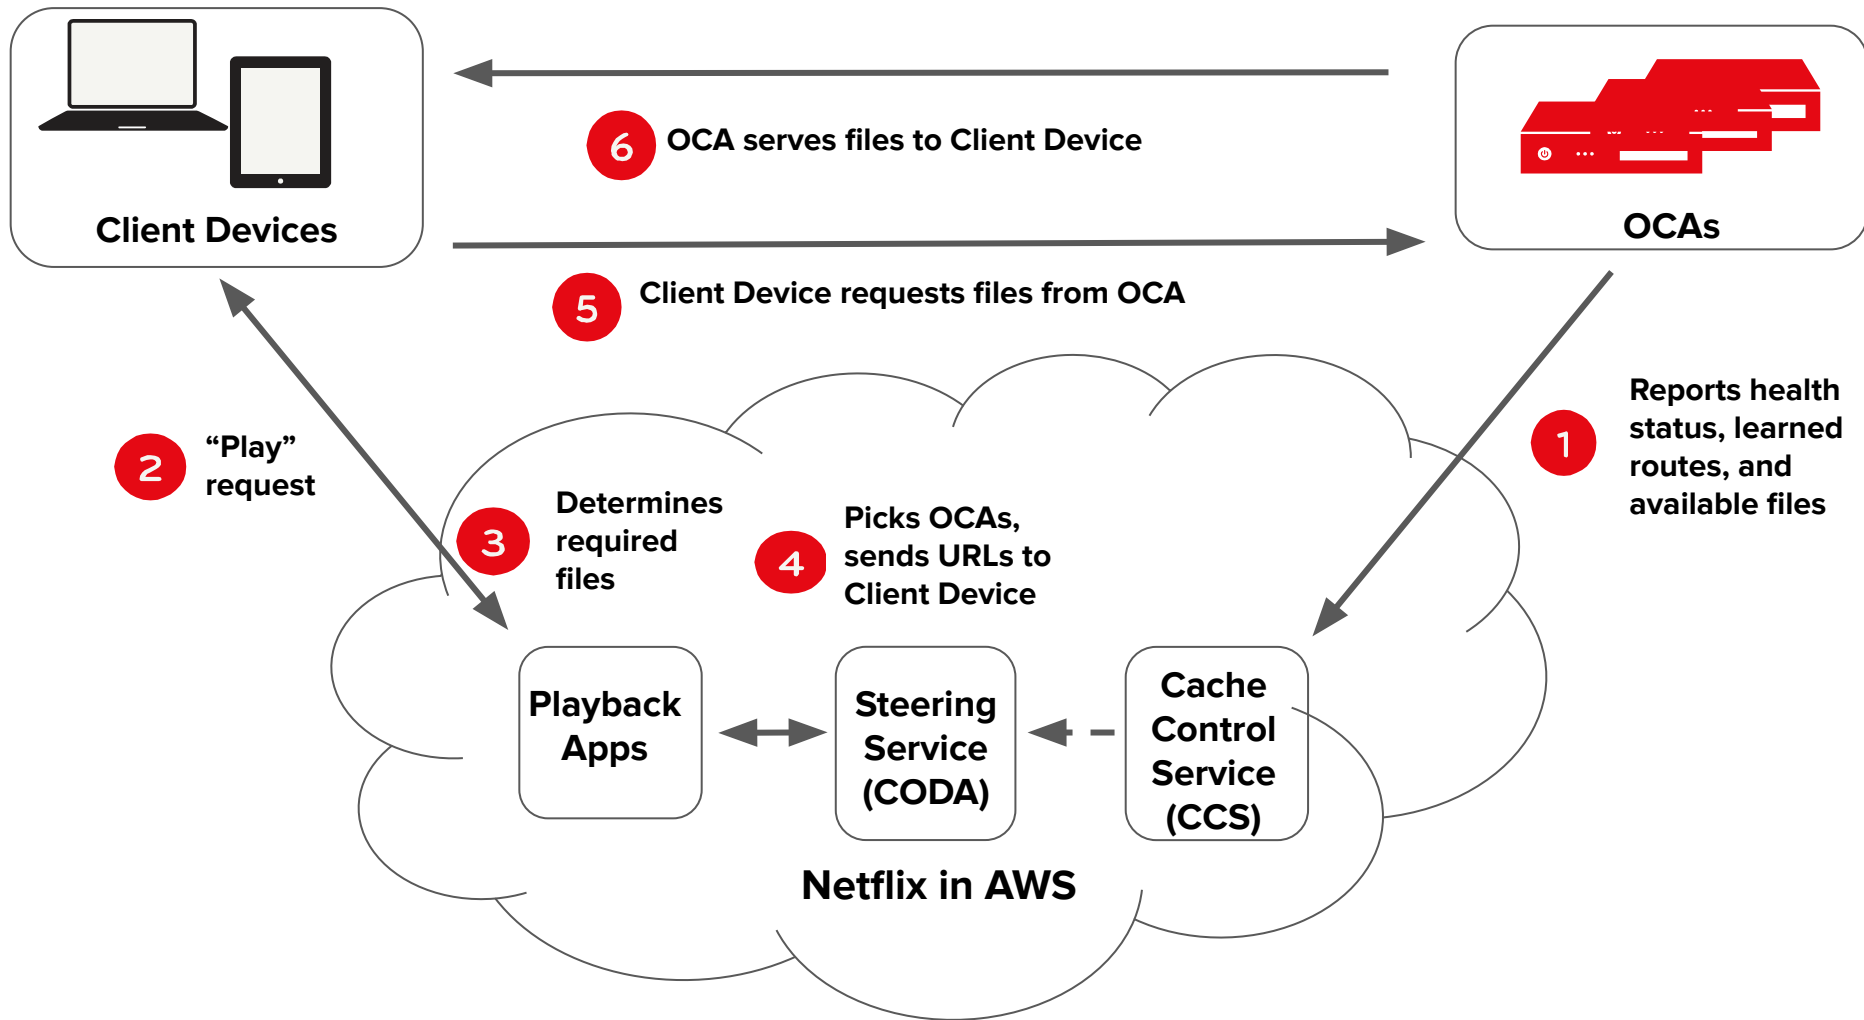 6
OCA serves files to Client Device
Client Devices
OCAs
5
Client Device requests files from OCA
1
Reports health
status, learned
routes, and
available files
2
“Play”
request
3
Determines
required
files
4
Picks OCAs,
sends URLs to
Client Device
Playback
Apps
Steering
Service
(CODA)
Cache
Control
Service
(CCS)
Netflix in AWS